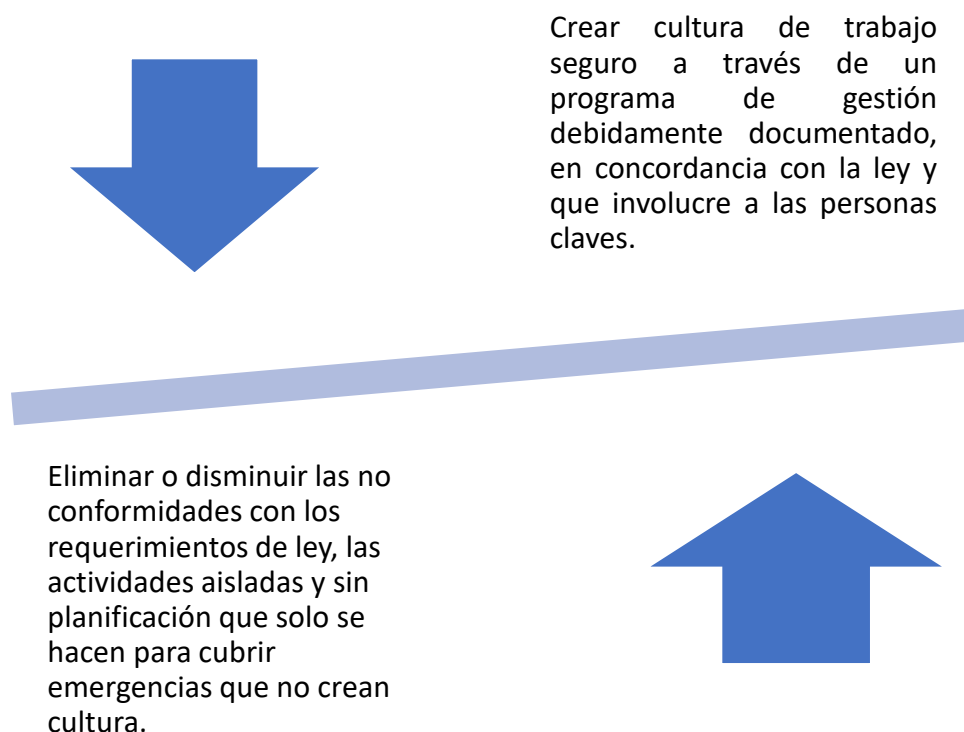 Crear cultura de trabajo
seguro a través de un
programa de gestión
debidamente documentado,
en concordancia con la ley y
que involucre a las personas
claves.
Eliminar o disminuir las no
conformidades con los
requerimientos de ley, las
actividades aisladas y sin
planificación que solo se
hacen para cubrir
emergencias que no crean
cultura.